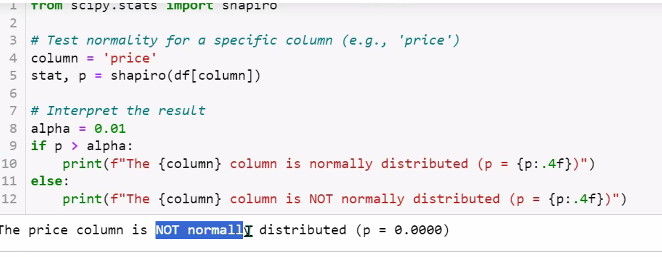 1 from scipy.stats import shapiro
2
3 # Test normality for a specific column (e.g., 'price')
4 column = 'price'
5 stat, p = shapiro(df[column])
6
7 # Interpret the result
8 alpha = 0.01
9 if p > alpha:
10 print(f"The {column} column is normally distributed (p = {p:.4f})")
11 else:
12 print(f"The {column} column is NOT normally distributed (p = {p:.4f})")
The price column is NOT normally distributed (p = 0.0000)